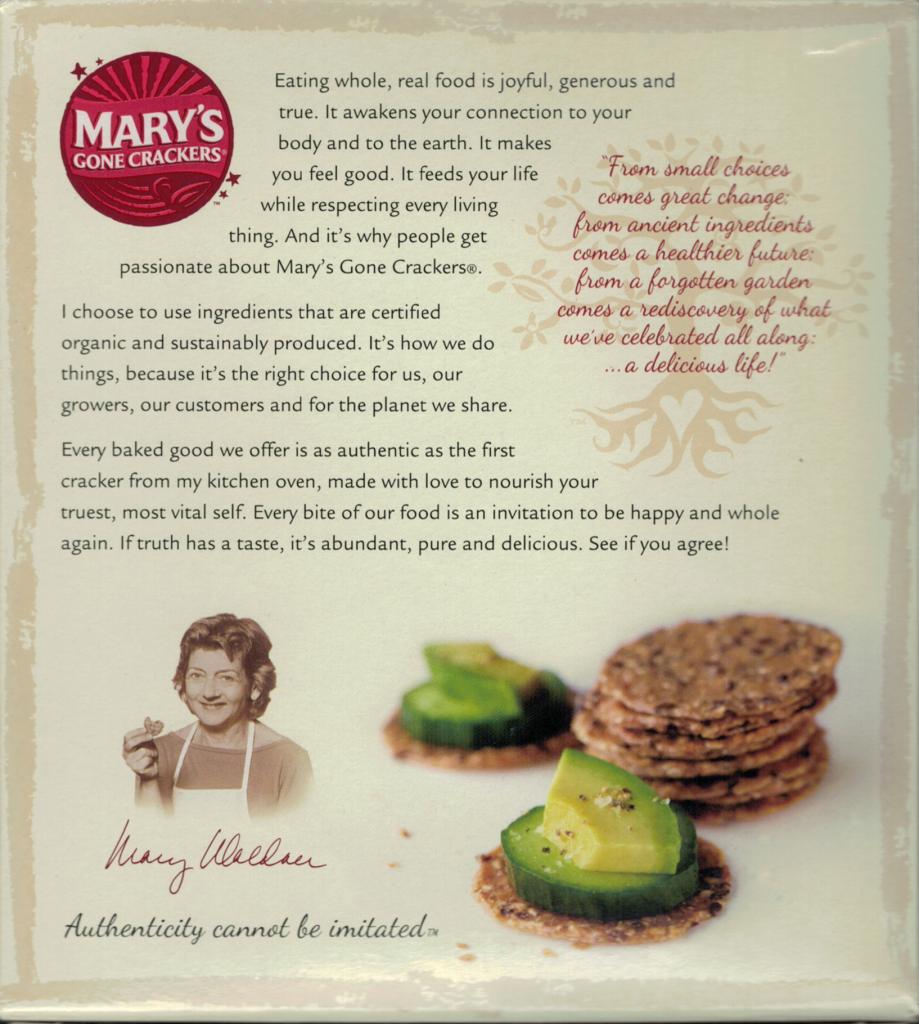 MARY'S
GONE CRACKERS®
™
Eating whole, real food is joyful, generous and
true. It awakens your connection to your
body and to the earth. It makes
you feel good. It feeds your life
while respecting every living
thing. And it's why people get
passionate about Mary's Gone Crackers®.
"From small choices
comes great change:
from ancient ingredients
comes a healthier future:
from a forgotten garden
comes a rediscovery of what
we've celebrated all along:
...a delicious life!"
™
I choose to use ingredients that are certified
organic and sustainably produced. It's how we do
things, because it's the right choice for us, our
growers, our customers and for the planet we share.
Every baked good we offer is as authentic as the first
cracker from my kitchen oven, made with love to nourish your
truest, most vital self. Every bite of our food is an invitation to be happy and whole
again. If truth has a taste, it's abundant, pure and delicious. See if you agree!
Mary Waldner
Authenticity cannot be imitated™